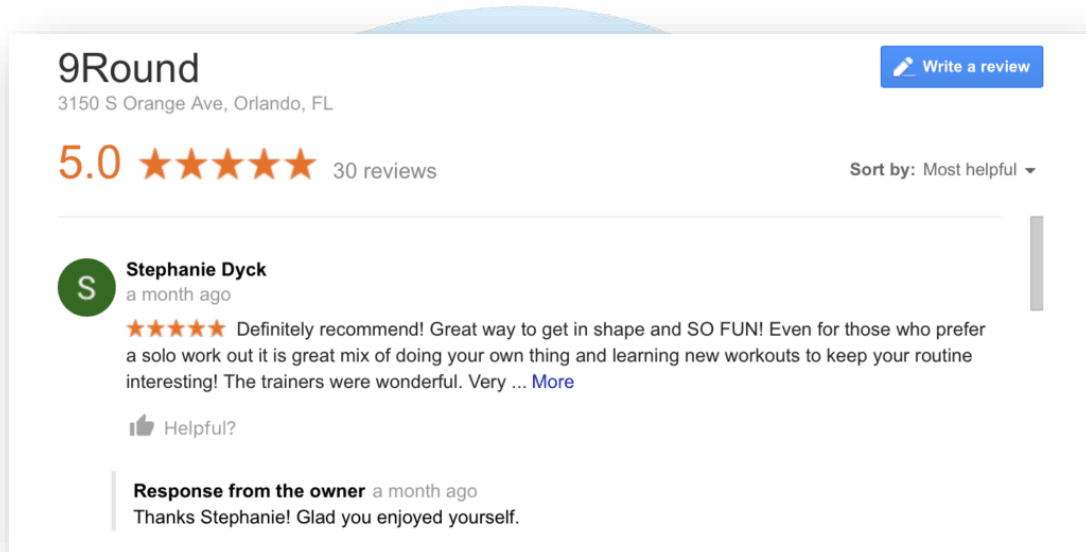 9Round
Write a review
3150 S Orange Ave, Orlando, FL
5.0
30 reviews
Sort by: Most helpful
S
Stephanie Dyck
a month ago
Definitely recommend! Great way to get in shape and SO FUN! Even for those who prefer
a solo work out it is great mix of doing your own thing and learning new workouts to keep your routine
interesting! The trainers were wonderful. Very ... More
Helpful?
Response from the owner a month ago
Thanks Stephanie! Glad you enjoyed yourself.